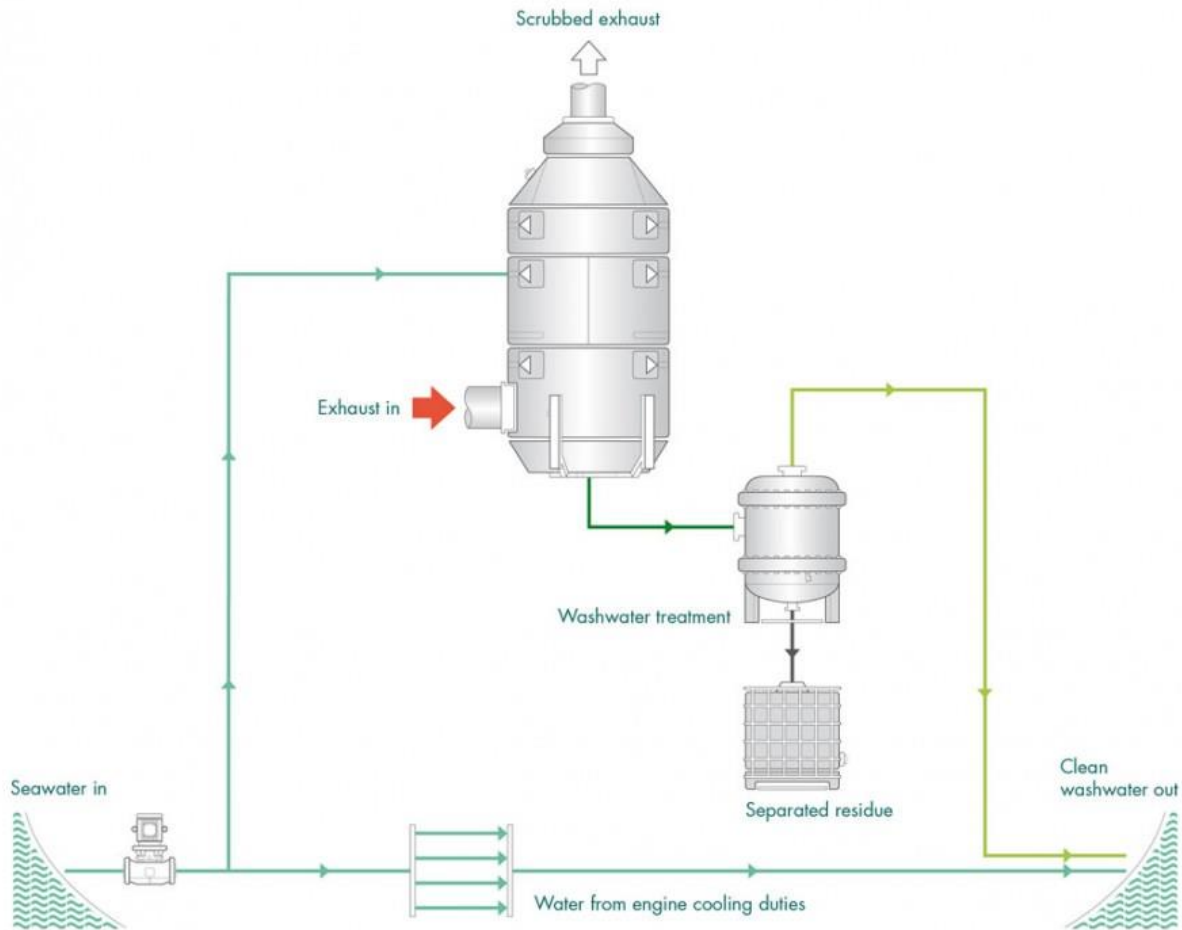 Scrubbed exhaust
Exhaust in
Washwater treatment
Seawater in
Clean
washwater out
Separated residue
Water from engine cooling duties